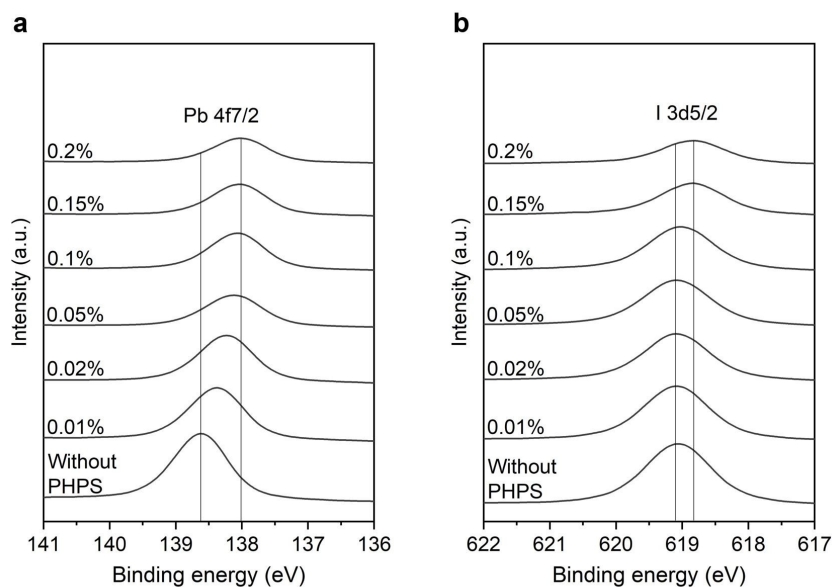 a
Pb 4f7/2
0.2%
0.15%
0.1%
0.05%
0.02%
0.01%
Without
PHPS
Intensity (a.u.)
141 140 139 138 137 136
Binding energy (eV)
b
I 3d5/2
0.2%
0.15%
0.1%
0.05%
0.02%
0.01%
Without
PHPS
Intensity (a.u.)
622 621 620 619 618 617
Binding energy (eV)